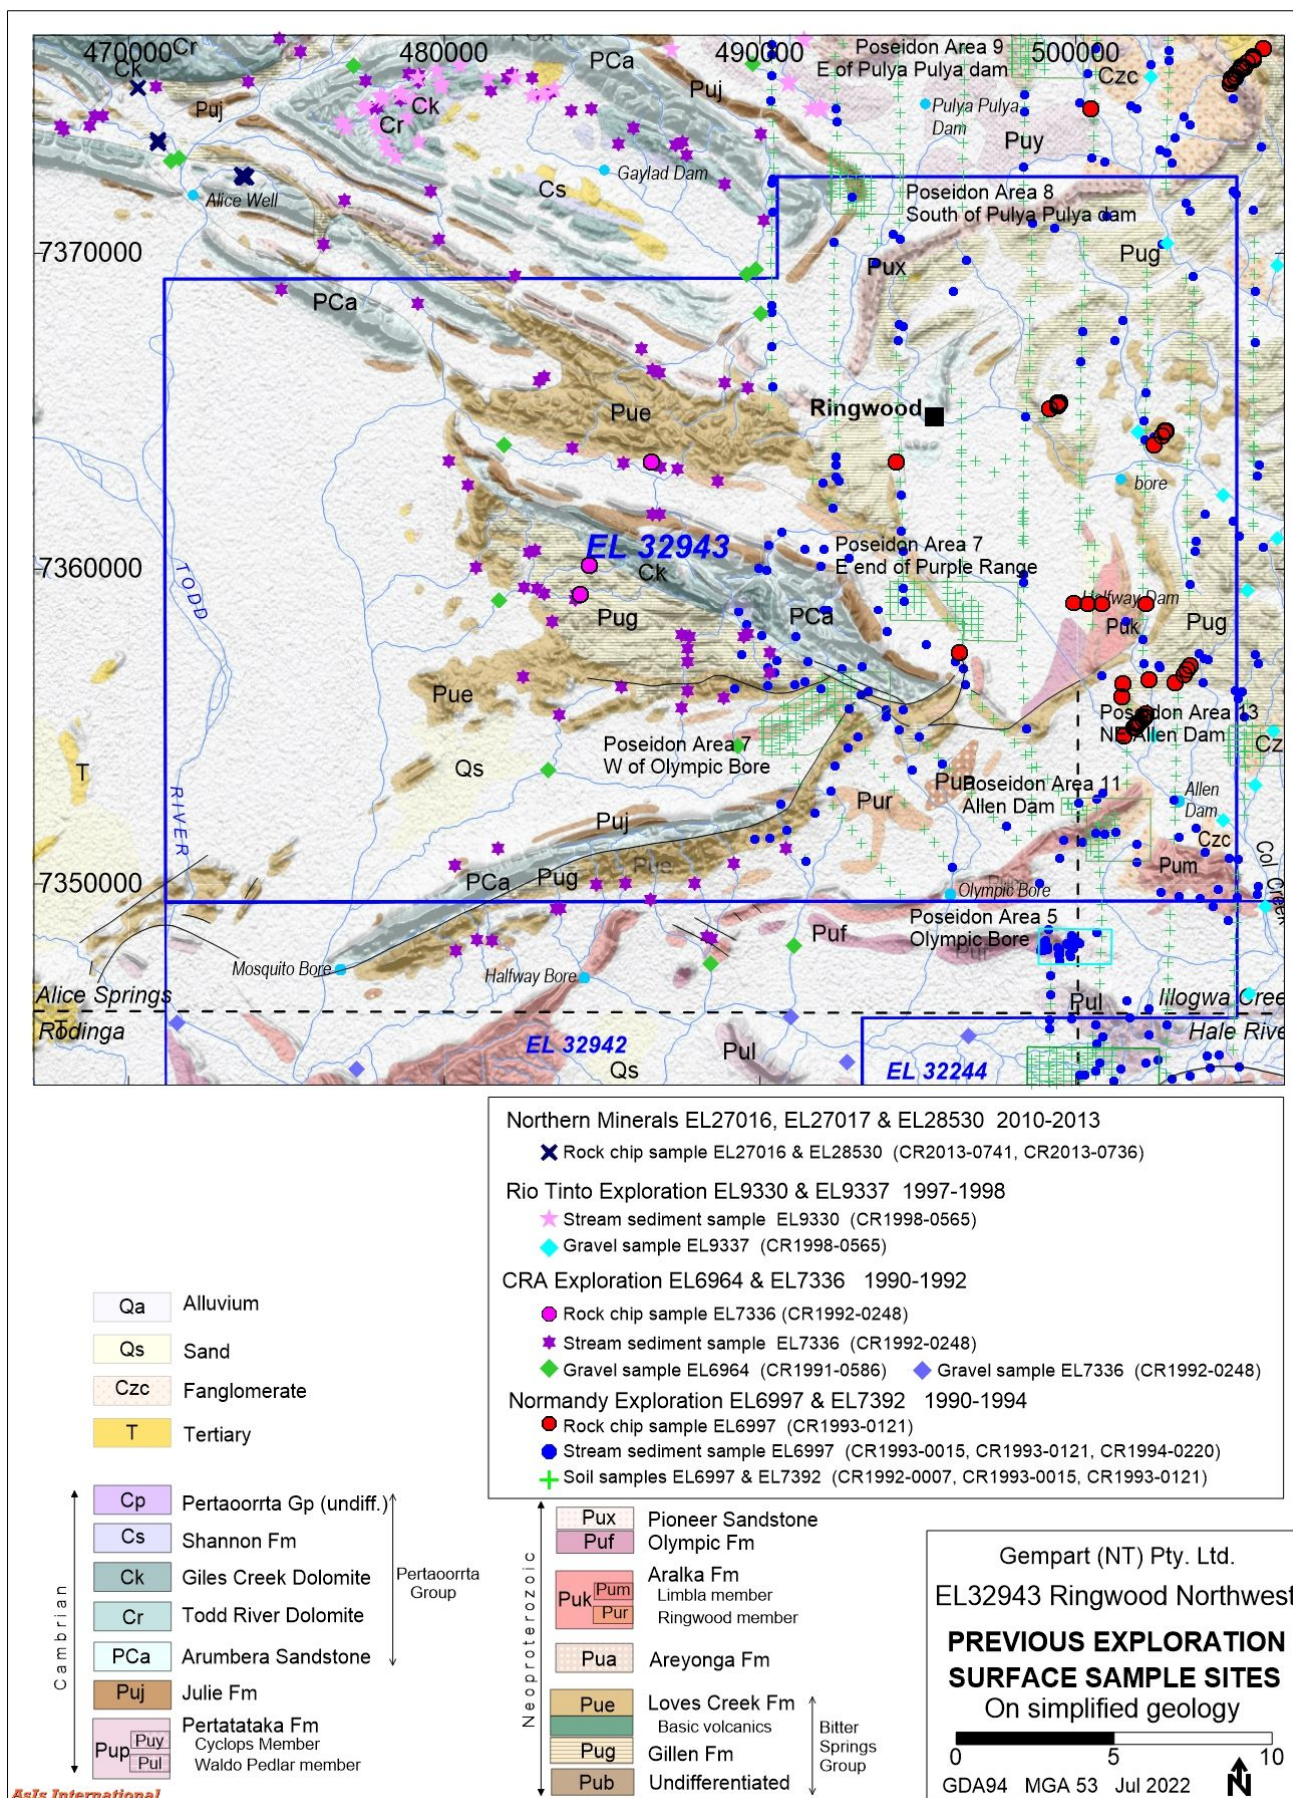 470000
480000
490000
500000
Cr
Ck
Puj
PCa
Puj
Ck
Cr
Poseidon Area 9
E of Pulya Pulya dam
Czc
Pulya Pulya
Dam
Puy
Gaylad Dam
Cs
Alice Well
Poseidon Area 8
South of Pulya Pulya dam
7370000
Pug
Pux
PCa
Ringwood
Pue
bore
EL 32943
Poseidon Area 7
E end of Purple Range
7360000
Ck
TODD
Halfway Dam
Pug
PCa
Puk
Pug
Pue
Poseidon Area 13
NE Allen Dam
Poseidon Area 7
W of Olympic Bore
Cz
T
Qs
Poseidon Area 11
Allen Dam
Allen
Dam
RIVER
Pur
Puj
Czc
Pue
Pug
PCa
Pum
Col Creek
7350000
Olympic Bore
Poseidon Area 5
Olympic Bore
Puf
Mosquito Bore
Halfway Bore
Alice Springs
Rodinga
T
Pul
Illogwa Cree
Hale Rive
EL 32942
Pul
Qs
EL 32244
Northern Minerals EL27016, EL27017 & EL28530 2010-2013
Rock chip sample EL27016 & EL28530 (CR2013-0741, CR2013-0736)
Rio Tinto Exploration EL9330 & EL9337 1997-1998
Stream sediment sample EL9330 (CR1998-0565)
Gravel sample EL9337 (CR1998-0565)
CRA Exploration EL6964 & EL7336 1990-1992
Rock chip sample EL7336 (CR1992-0248)
Stream sediment sample EL7336 (CR1992-0248)
Gravel sample EL6964 (CR1991-0586) Gravel sample EL7336 (CR1992-0248)
Normandy Exploration EL6997 & EL7392 1990-1994
Rock chip sample EL6997 (CR1993-0121)
Stream sediment sample EL6997 (CR1993-0015, CR1993-0121, CR1994-0220)
Soil samples EL6997 & EL7392 (CR1992-0007, CR1993-0015, CR1993-0121)
Qa Alluvium
Qs Sand
Czc Fanglomerate
T Tertiary
Cambrian
Cp Pertaoorrta Gp (undiff.)
Cs Shannon Fm
Ck Giles Creek Dolomite
Cr Todd River Dolomite
PCa Arumbera Sandstone
Pertaoorrta
Group
Puj Julie Fm
Pup Pertatataka Fm
Puy Cyclops Member
Pul Waldo Pedlar member
Neoproterozoic
Pux Pioneer Sandstone
Puf Olympic Fm
Puk Aralka Fm
Pum Limbla member
Pur Ringwood member
Pua Areyonga Fm
Pue Loves Creek Fm
Basic volcanics
Pug Gillen Fm
Pub Undifferentiated
Bitter
Springs
Group
Gempart (NT) Pty. Ltd.
EL32943 Ringwood Northwest
PREVIOUS EXPLORATION
SURFACE SAMPLE SITES
On simplified geology
0 5 10
GDA94 MGA 53 Jul 2022
N
AsIs International